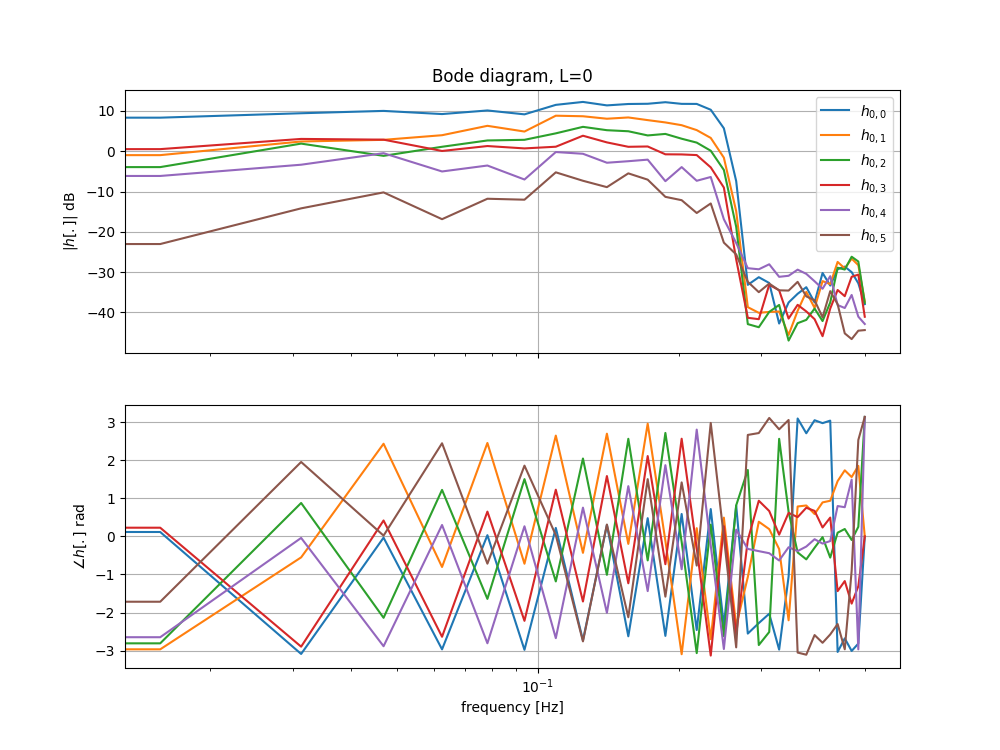 Bode diagram, L=0
|h[.]| dB
10
0
−10
−20
−30
−40
h0,0
h0,1
h0,2
h0,3
h0,4
h0,5
∠h[.] rad
3
2
1
0
−1
−2
−3
10−1
frequency [Hz]